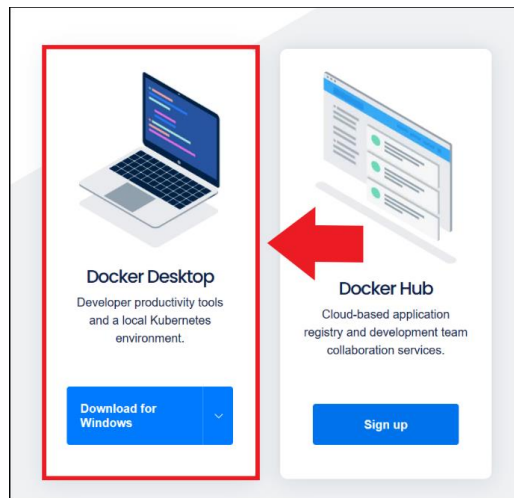 Docker Desktop
Developer productivity tools
and a local Kubernetes
environment.
Download for
Windows
Docker Hub
Cloud-based application
registry and development team
collaboration services.
Sign up